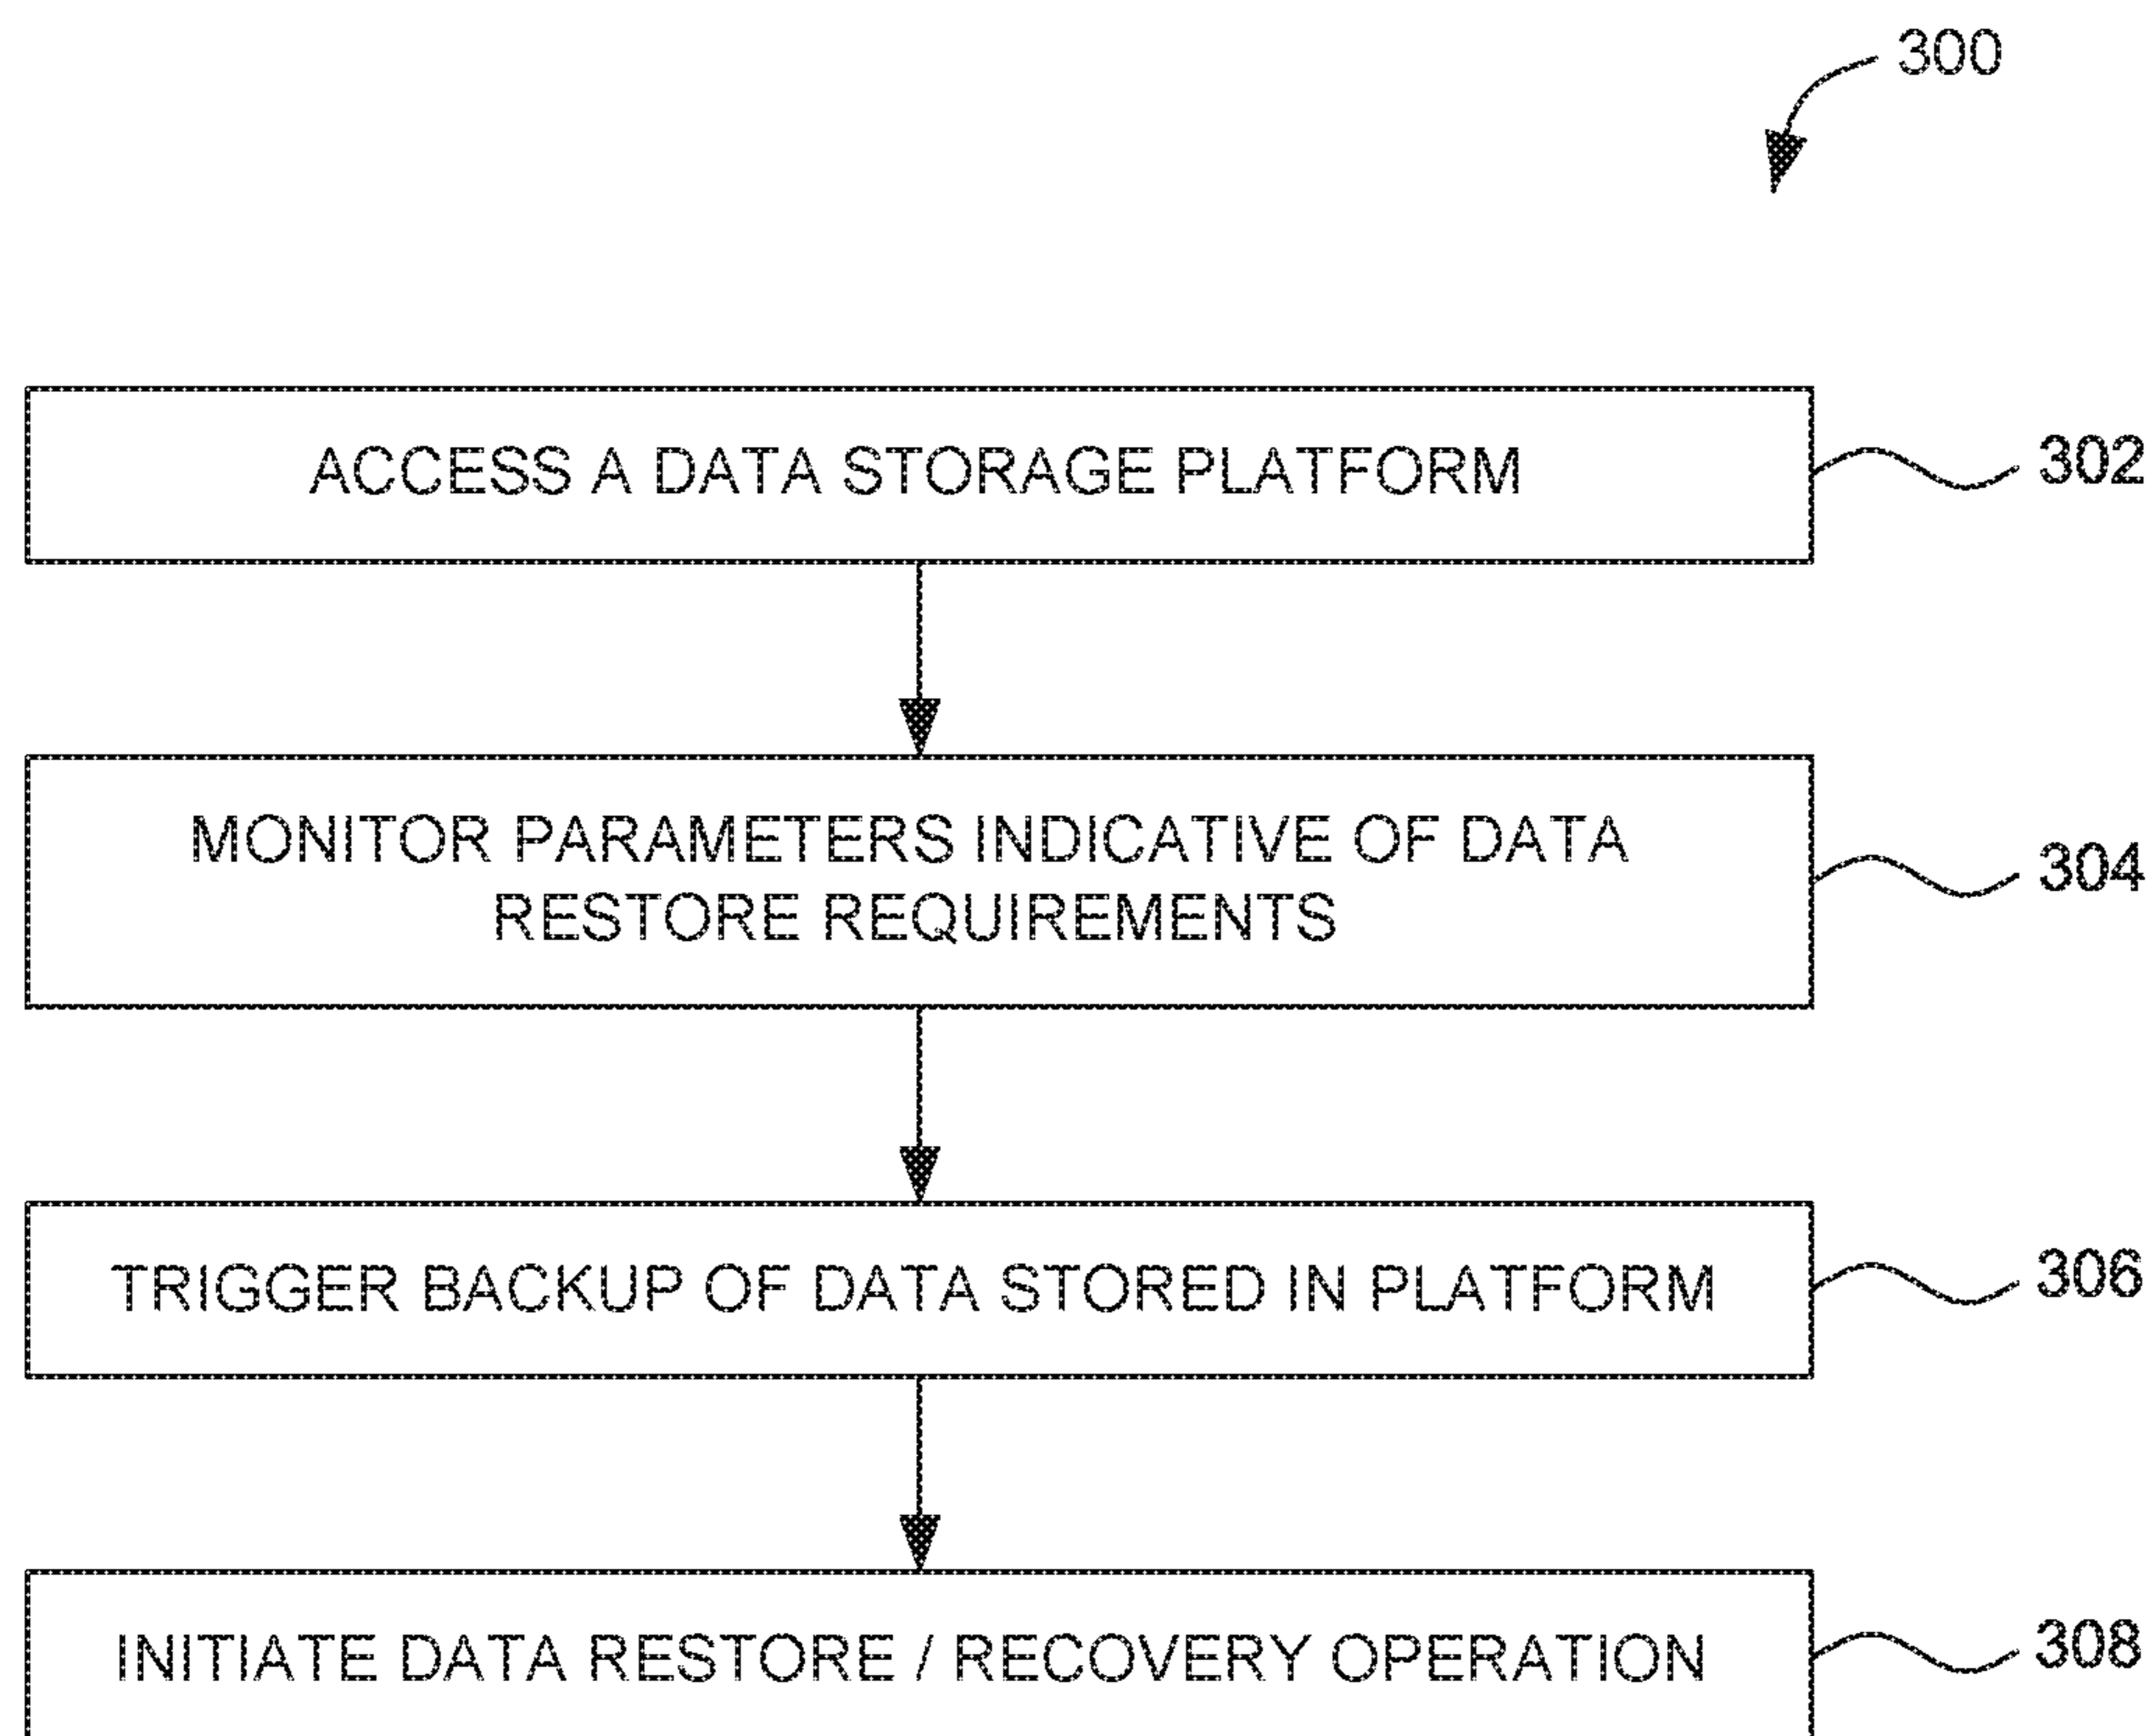 300
ACCESS A DATA STORAGE PLATFORM
302
MONITOR PARAMETERS INDICATIVE OF DATA
RESTORE REQUIREMENTS
304
TRIGGER BACKUP OF DATA STORED IN PLATFORM
306
INITIATE DATA RESTORE / RECOVERY OPERATION
308